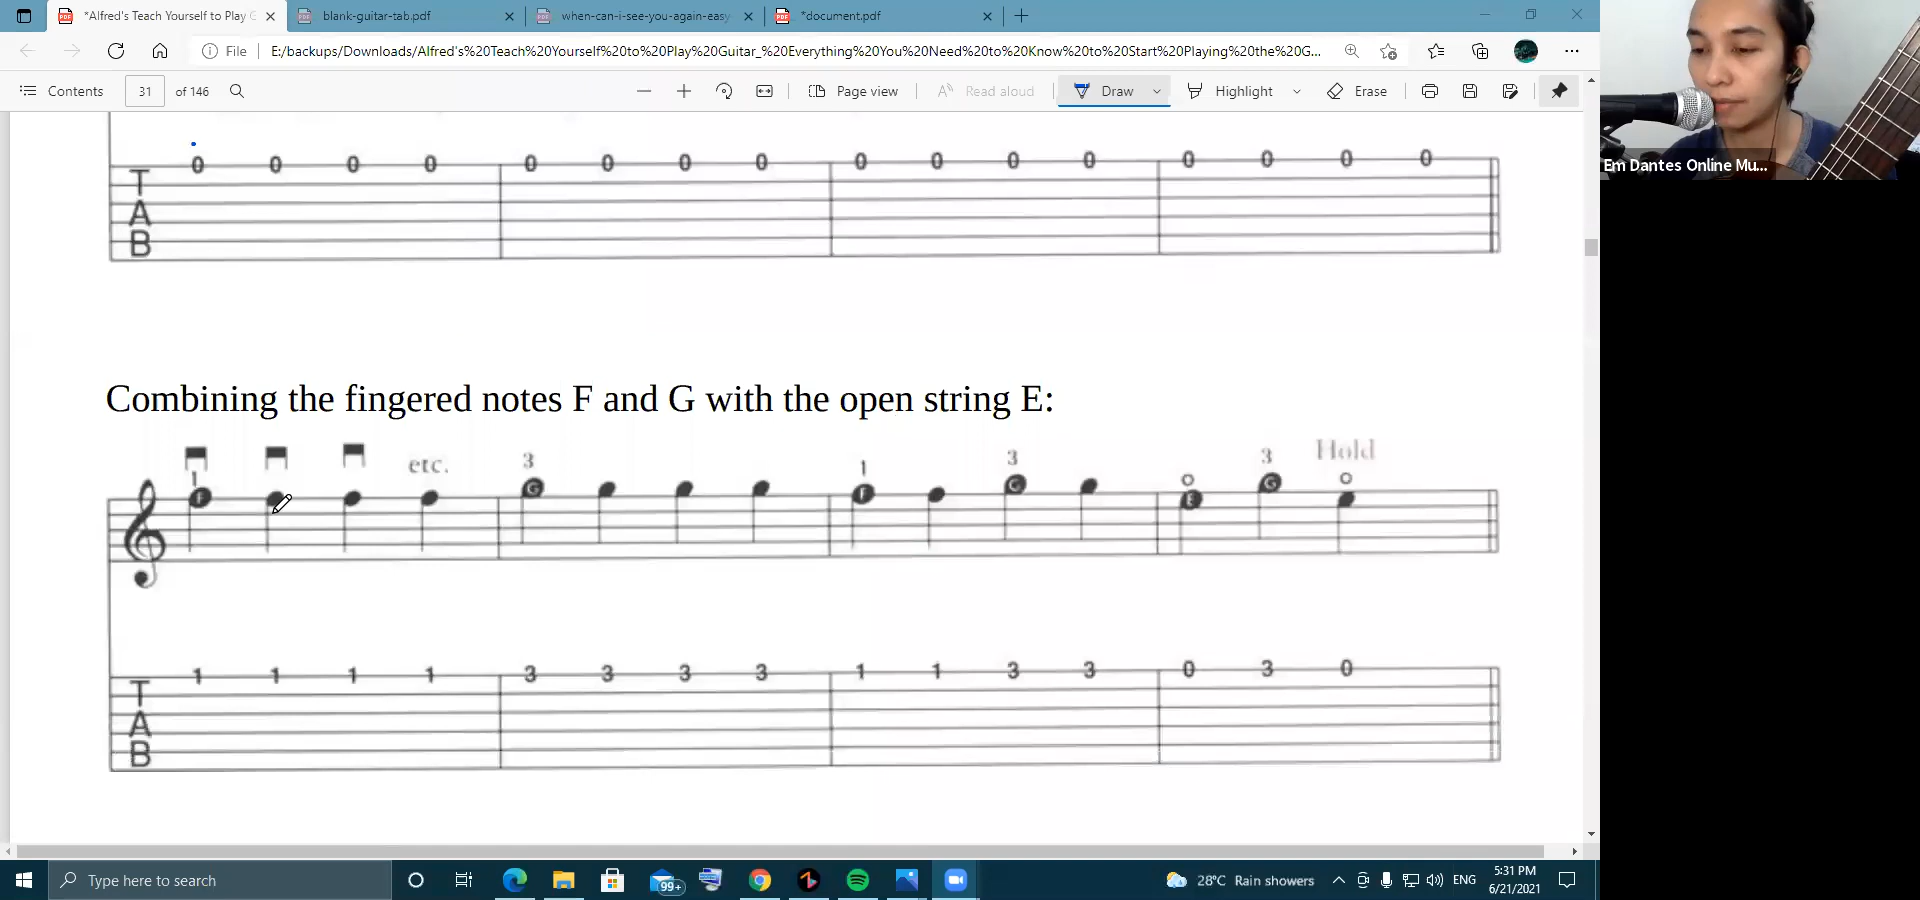 *Alfred's Teach Yourself to Play G
blank-guitar-tab.pdf
when-can-i-see-you-again-easy
*document.pdf
File
E:/backups/Downloads/Alfred's%20Teach%20Yourself%20to%20Play%20Guitar_%20Everything%20You%20Need%20to%20Know%20to%20Start%20Playing%20the%20G...
Contents
31
of 146
Page view
Read aloud
Draw
Highlight
Erase
Em Dantes Online Mu...
0 0 0 0 0 0 0 0 0 0 0 0 0 0 0 0
T
A
B
Combining the fingered notes F and G with the open string E:
1 etc. 3 1 3 3 Hold
F G F G E G
1 1 1 1 3 3 3 3 1 1 3 3 0 3 0
T
A
B
Type here to search
99+
28°C Rain showers
ENG
5:31 PM
6/21/2021